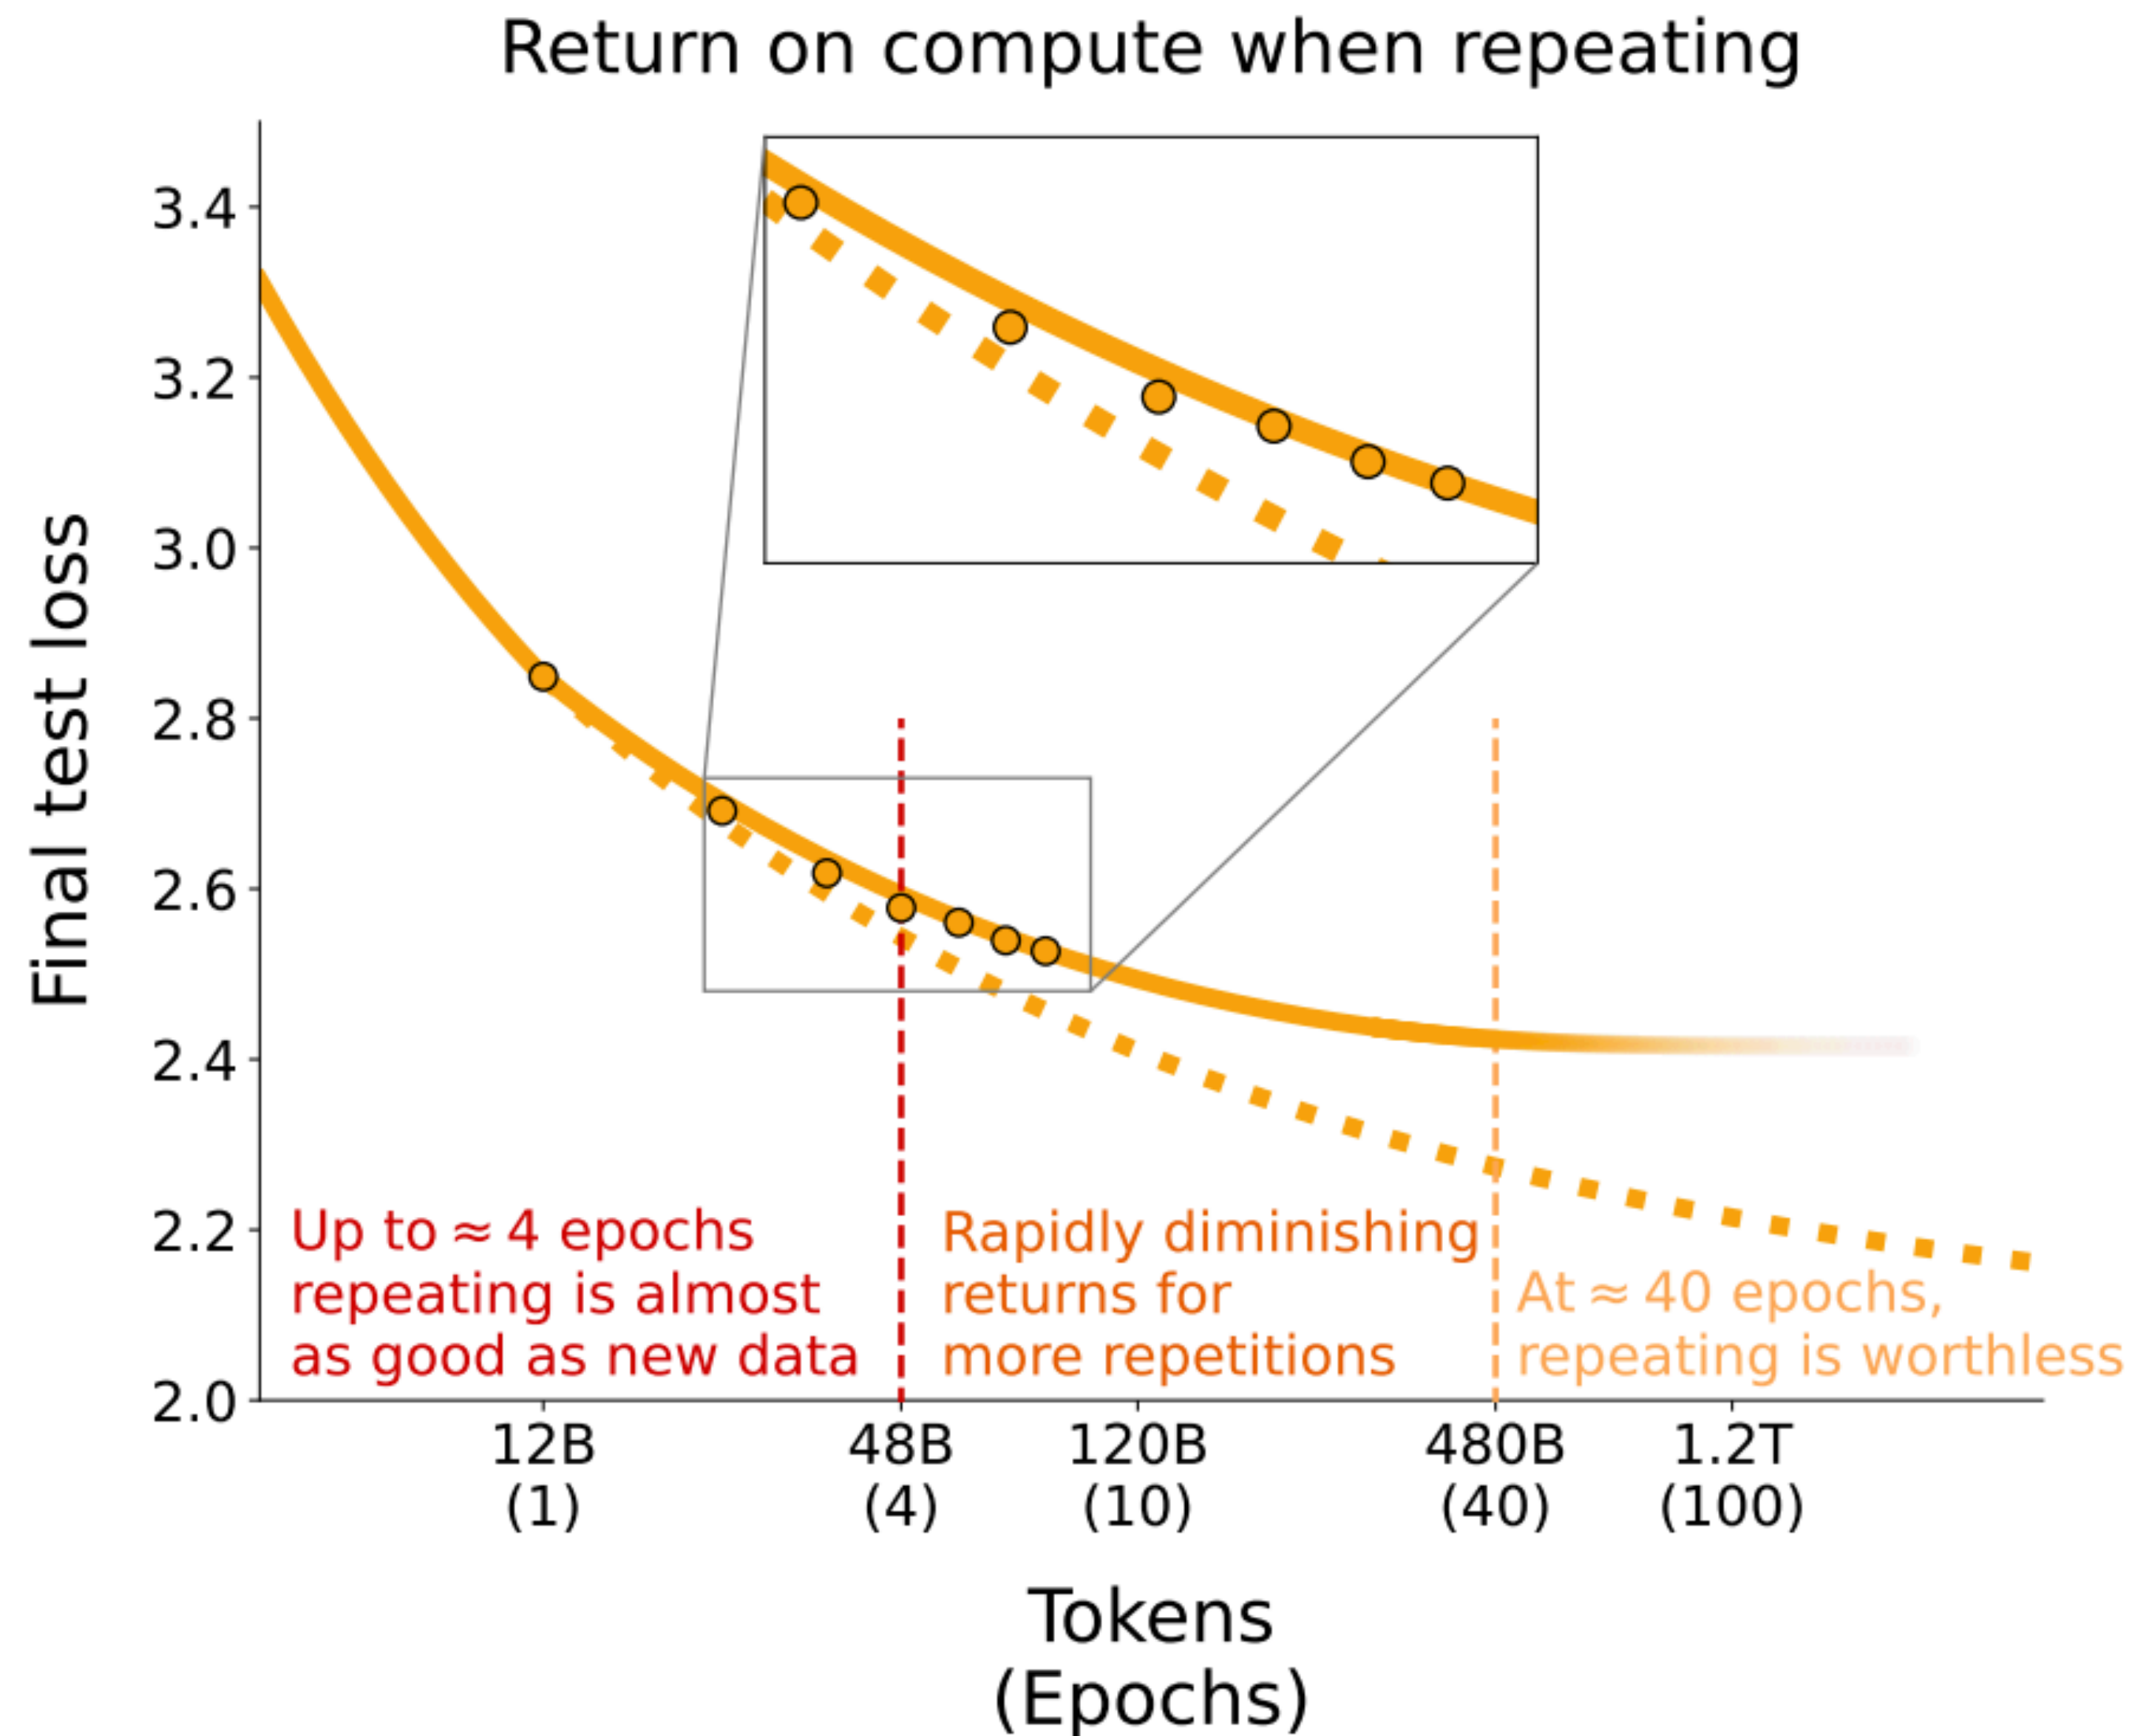 Return on compute when repeating
Final test loss
3.4
3.2
3.0
2.8
2.6
2.4
2.2
2.0
Up to ≈ 4 epochs
repeating is almost
as good as new data
Rapidly diminishing
returns for
more repetitions
At ≈ 40 epochs,
repeating is worthless
12B
(1)
48B
(4)
120B
(10)
480B
(40)
1.2T
(100)
Tokens
(Epochs)